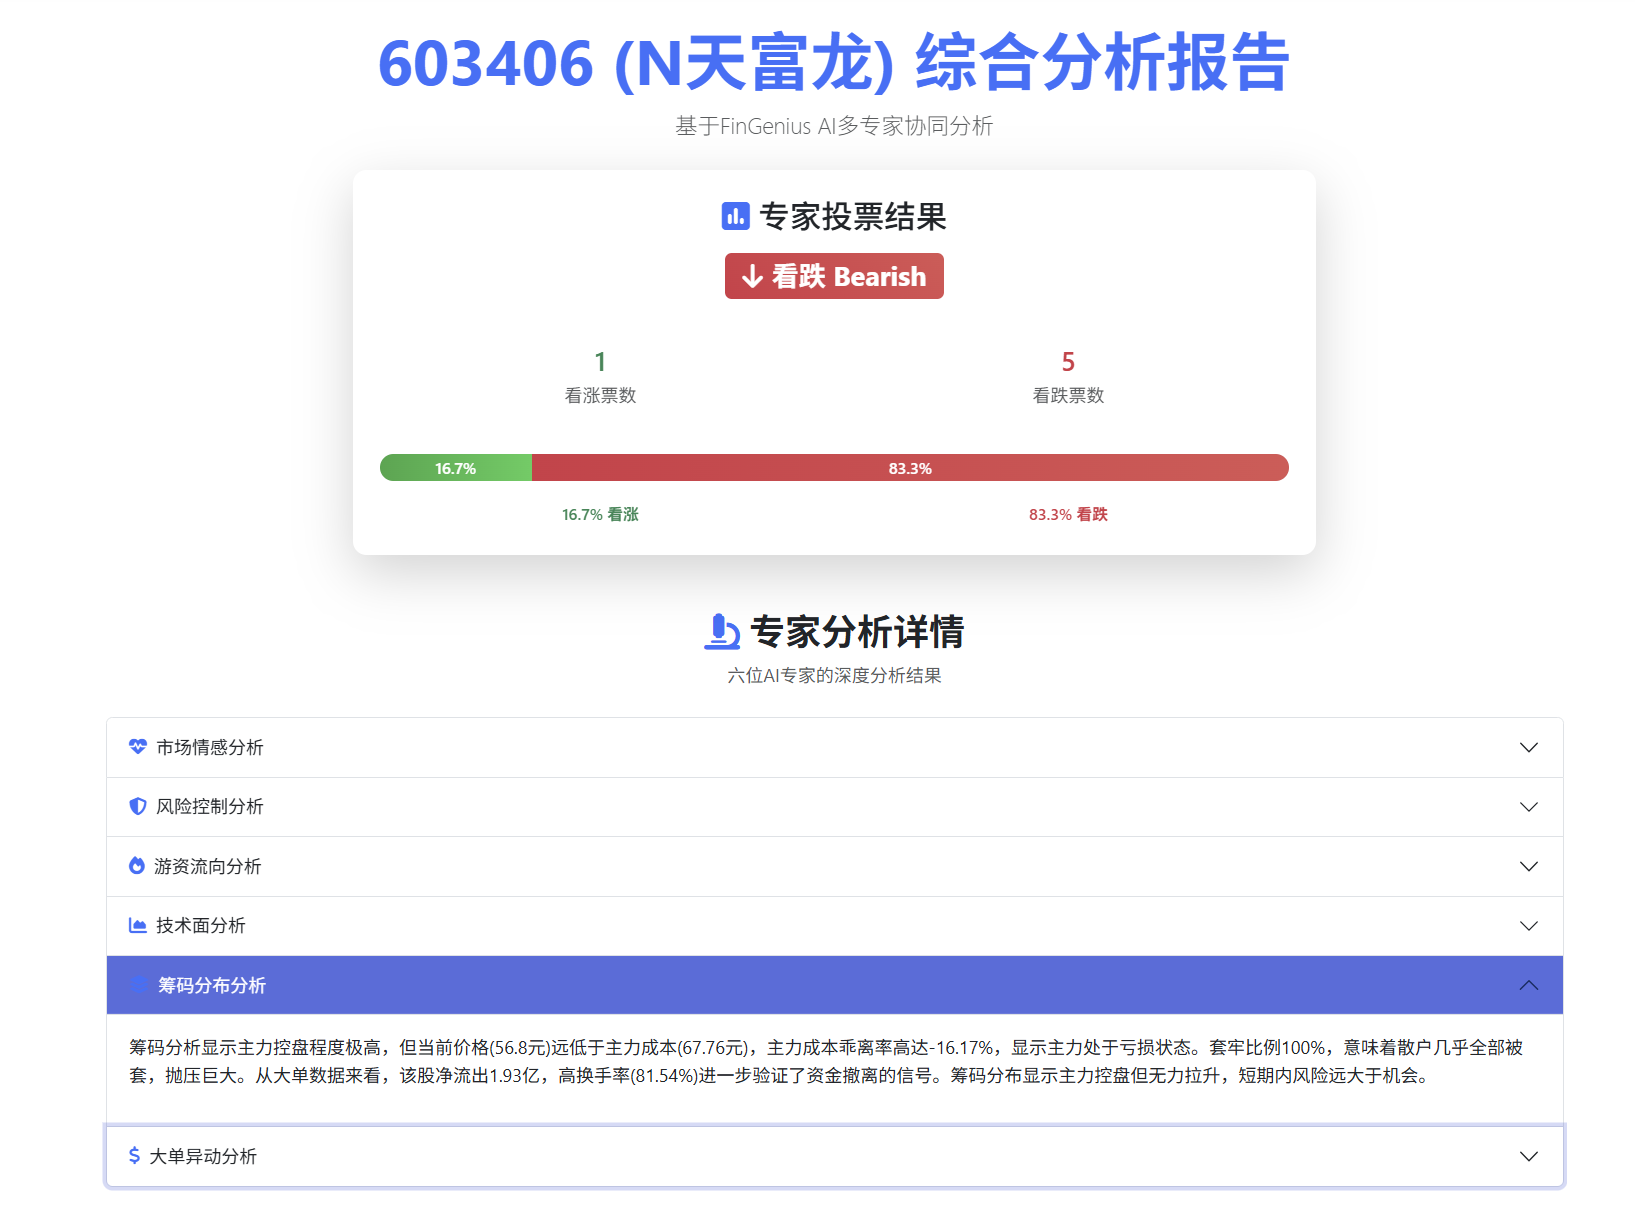 603406 (N天富龙) 综合分析报告
基于FinGenius AI多专家协同分析
专家投票结果
看跌 Bearish
1
看涨票数
5
看跌票数
16.7%
83.3%
16.7% 看涨
83.3% 看跌
专家分析详情
六位AI专家的深度分析结果
市场情感分析
风险控制分析
游资流向分析
技术面分析
筹码分布分析
筹码分析显示主力控盘程度极高，但当前价格(56.8元)远低于主力成本(67.76元)，主力成本乖离率高达-16.17%，显示主力处于亏损状态。套牢比例100%，意味着散户几乎全部被
套，抛压巨大。从大单数据来看，该股净流出1.93亿，高换手率(81.54%)进一步验证了资金撤离的信号。筹码分布显示主力控盘但无力拉升，短期内风险远大于机会。
大单异动分析